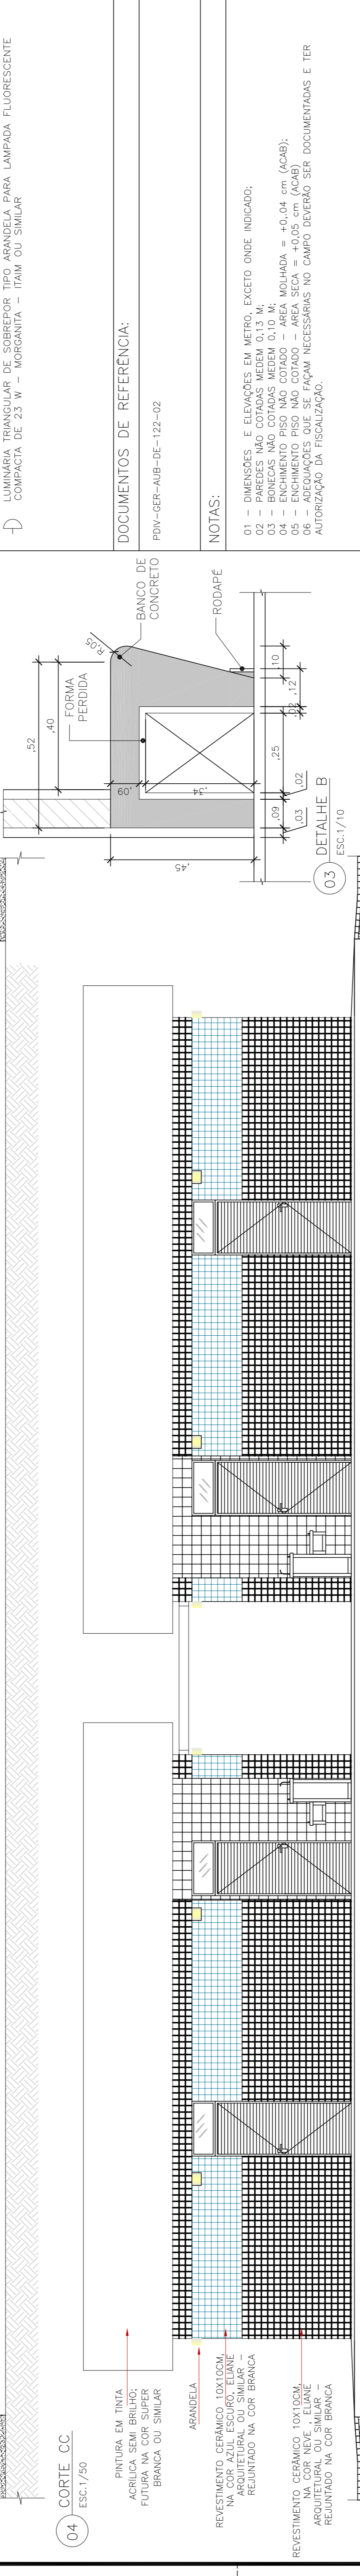 LUMINÁRIA TRIANGULAR DE SOBREPOR TIPO ARANDELA PARA LAMPADA FLUORESCENTE
COMPACTA DE 23 W – MORGANITA – ITAIM OU SIMILAR
DOCUMENTOS DE REFERÊNCIA:
PDIV-GER-AUB-DE-122-02
NOTAS:
01 – DIMENSÕES E ELEVAÇÕES EM METRO, EXCETO ONDE INDICADO;
02 – PAREDES NÃO COTADAS MEDEM 0,13 M;
03 – BONECAS NÃO COTADAS MEDEM 0,10 M;
04 – ENCHIMENTO PISO NÃO COTADO – AREA MOLHADA = +0,.04 cm (ACAB);
05 – ENCHIMENTO PISO NÃO COTADO – AREA SECA = +0,05 cm (ACAB)
06 – ADEQUAÇÕES QUE SE FAÇAM NECESSÁRIAS NO CAMPO DEVERÃO SER DOCUMENTADAS E TER
AUTORIZAÇÃO DA FISCALIZAÇÃO.
,52
,40
R,05
FORMA
PERDIDA
BANCO DE
CONCRETO
RODAPÉ
,09
,34
,45
,09
,25
,02
,12
,10
,03
,02
03
DETALHE B
ESC.1/10
04
CORTE CC
ESC.1/50
PINTURA EM TINTA
ACRÍLICA SEMI BRILHO;
FUTURA NA COR SUPER
BRANCA OU SIMILAR
ARANDELA
REVESTIMENTO CERÂMICO 10X10CM,
NA COR AZUL ESCURO, ELIANE
ARQUITETURAL OU SIMILAR –
REJUNTADO NA COR BRANCA
REVESTIMENTO CERÂMICO 10X10CM,
NA COR NEVE , ELIANE
ARQUITETURAL OU SIMILAR –
REJUNTADO NA COR BRANCA